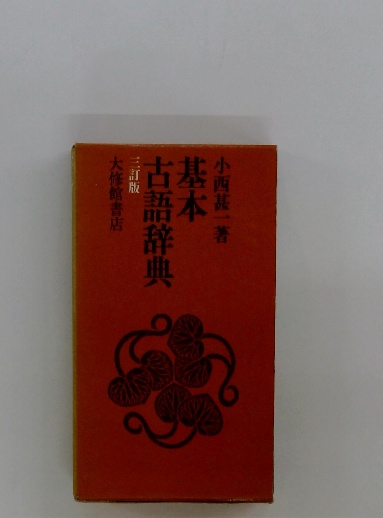 小西甚一著
基本
古語辞典
三訂版
大修館書店